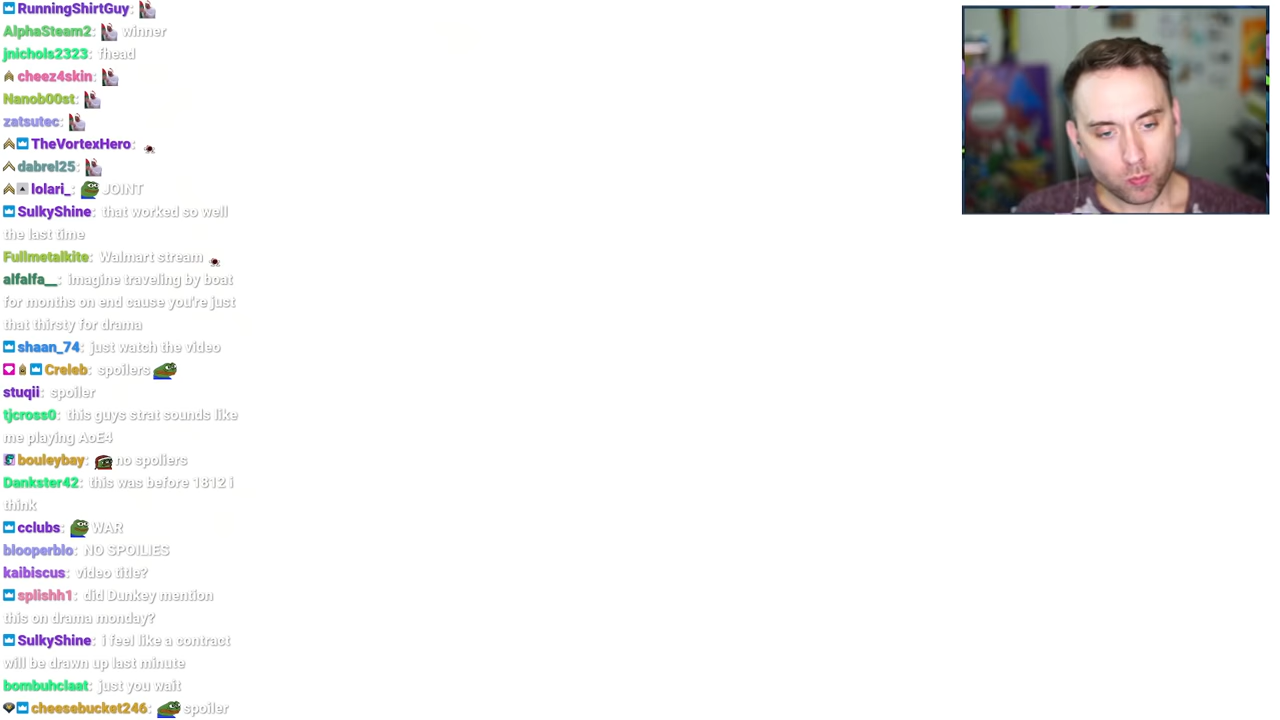 RunningShirtGuy:
AlphaSteam2: winner
jnichols2323: fhead
cheez4skin:
Nanob00st:
zatsutec:
TheVortexHero:
dabrel25:
lolari_: JOINT
SulkyShine: that worked so well
the last time
Fullmetalkite: Walmart stream
alfalfa__: imagine traveling by boat
for months on end cause you're just
that thirsty for drama
shaan_74: just watch the video
Creleb: spoilers
stuqii: spoiler
tjcross0: this guys strat sounds like
me playing AoE4
bouleybay: no spoliers
Dankster42: this was before 1812 i
think
cclubs: WAR
blooperblo: NO SPOILIES
kaibiscus: video title?
splishh1: did Dunkey mention
this on drama monday?
SulkyShine: i feel like a contract
will be drawn up last minute
bombuhclaat: just you wait
cheesebucket246: spoiler